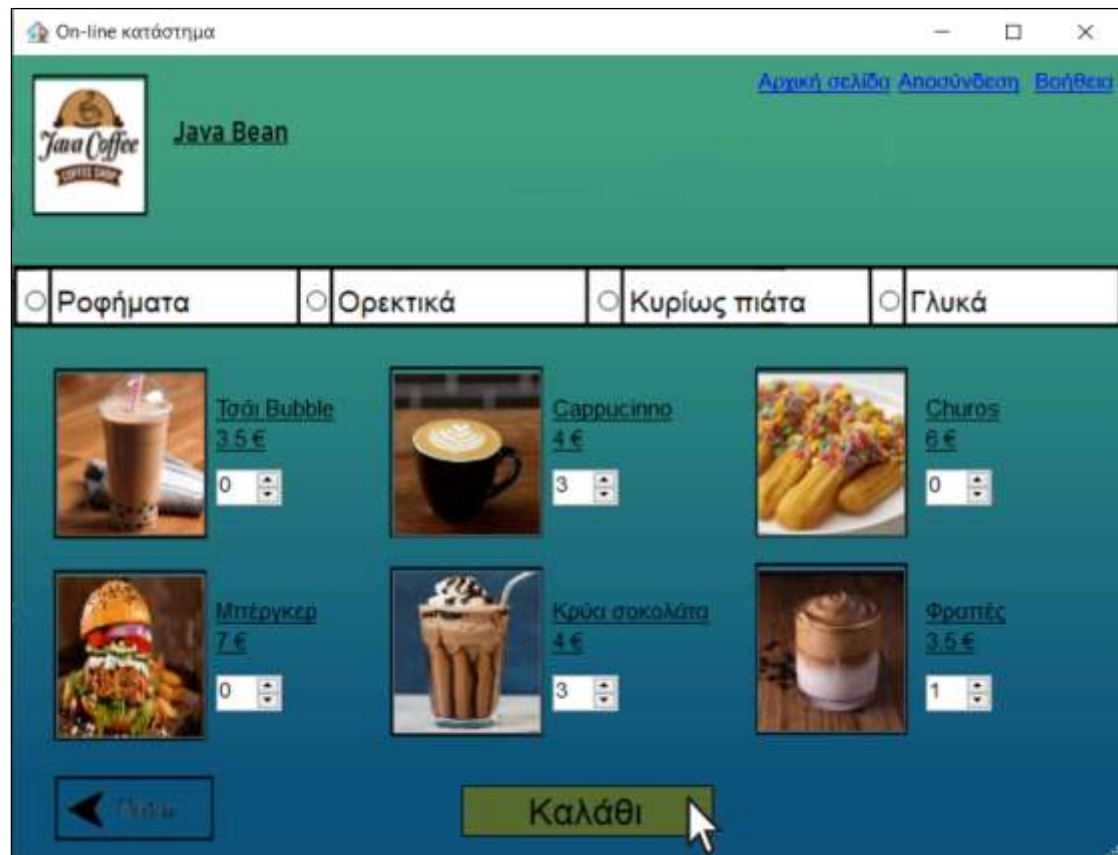 On-line κατάστημα
Αρχική σελίδα Αποσύνδεση Βοήθεια
Java Coffee
COFFEE SHOP
Java Bean
Ροφήματα Ορεκτικά Κυρίως πιάτα Γλυκά
Τσάι Bubble
3.5 €
0
Cappucinno
4 €
3
Churos
6 €
0
Μπέργκερ
7 €
0
Κρύα σοκολάτα
4 €
3
Φραπές
3.5 €
1
Καλάθι